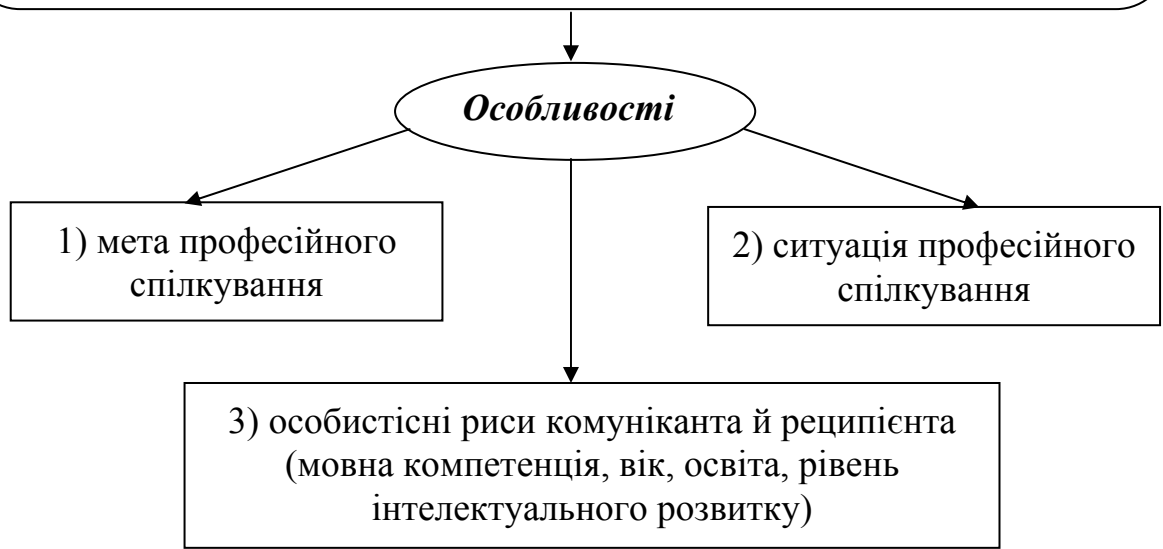 Особливості
1) мета професійного
спілкування
2) ситуація професійного
спілкування
3) особистісні риси комуніканта й реципієнта
(мовна компетенція, вік, освіта, рівень
інтелектуального розвитку)